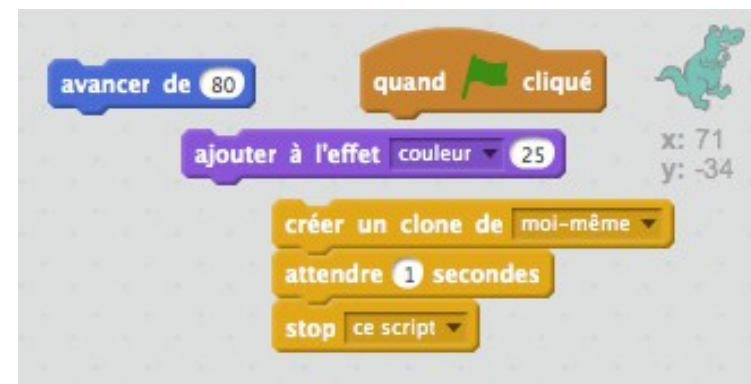 avancer de 80
quand cliqué
ajouter à l'effet couleur 25
x: 71
y: -34
créer un clone de moi-même
attendre 1 secondes
stop ce script